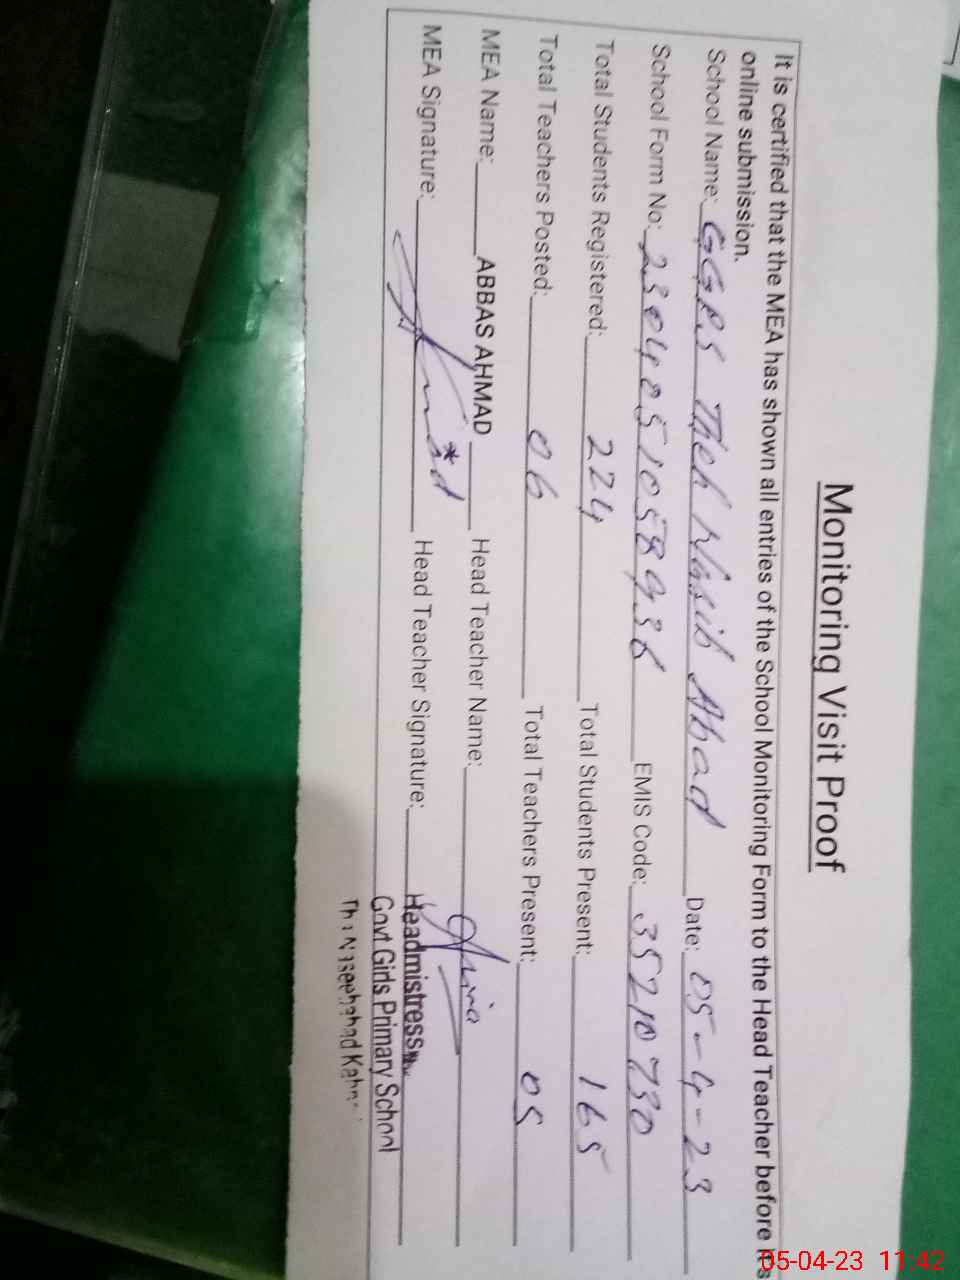 Monitoring Visit Proof
It is certified that the MEA has shown all entries of the School Monitoring Form to the Head Teacher before it's
online submission.
School Name: GGPS Theh Nasib Abad Date: 05-4-23
School Form No: 2304051058936 EMIS Code: 35210730
Total Students Registered: 224 Total Students Present: 165
Total Teachers Posted: 06 Total Teachers Present: 05
MEA Name: ABBAS AHMAD Head Teacher Name:
MEA Signature: Head Teacher Signature:
Headmistress
Govt Girls Primary School
05-04-23 11:42